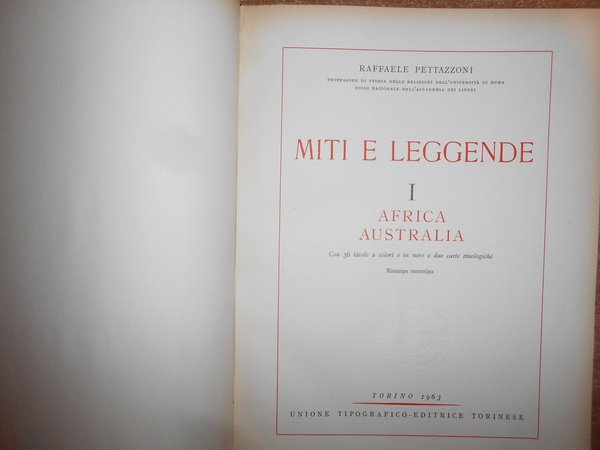 RAFFAELE PETTAZZONI
PROFESSORE DI STORIA DELLE RELIGIONI NELL'UNIVERSITÀ DI ROMA
SOCIO NAZIONALE DELL'ACCADEMIA DEI LINCEI
MITI E LEGGENDE
I
AFRICA
AUSTRALIA
Con 36 tavole a colori e in nero e due carte etnologiche
Ristampa stereotipa
TORINO 1963
UNIONE TIPOGRAFICO-EDITRICE TORINESE